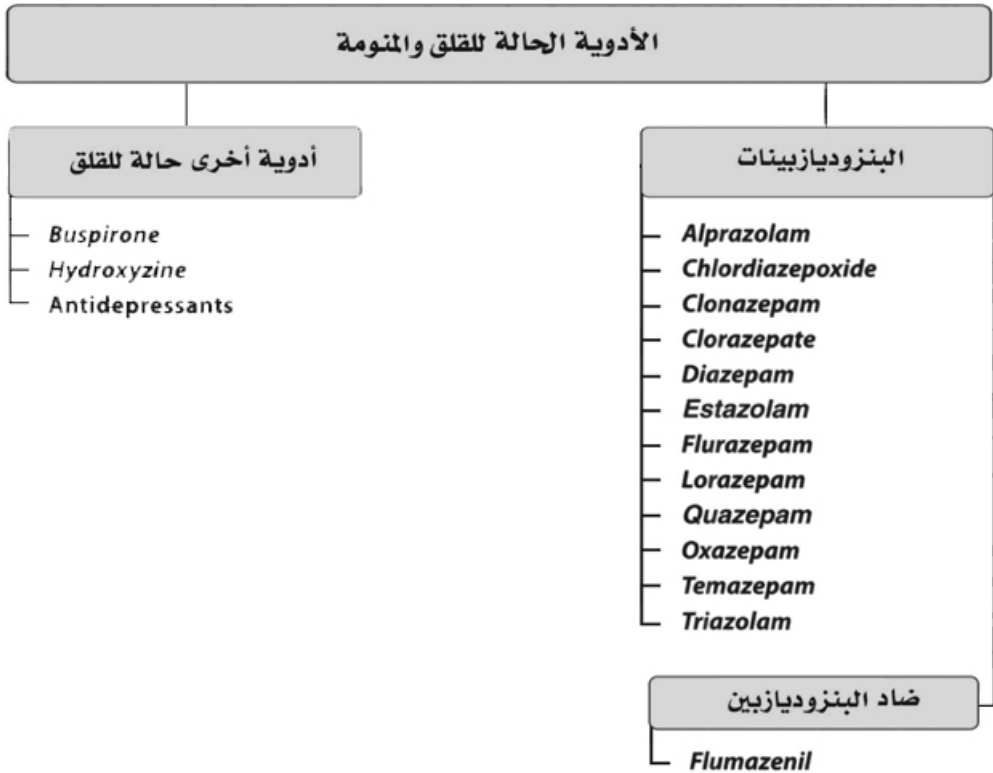 الأدوية الحالة للقلق والمنومة
البنزوديازبينات
Alprazolam
Chlordiazepoxide
Clonazepam
Clorazepate
Diazepam
Estazolam
Flurazepam
Lorazepam
Quazepam
Oxazepam
Temazepam
Triazolam
ضاد البنزوديازبين
Flumazenil
أدوية أخرى حالة للقلق
Buspirone
Hydroxyzine
Antidepressants